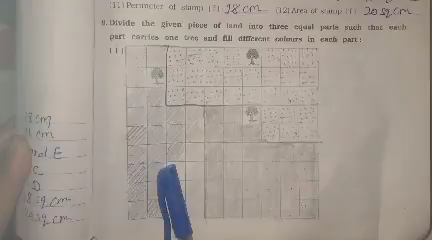 (11) Perimeter of stamp (F) 18 cm (12) Area of stamp (F) 20 sq cm
9. Divide the given piece of land into three equal parts such that each
part carries one tree and fill different colours in each part:
(i)
18 cm
cm
E
C
D
sq cm
sq cm